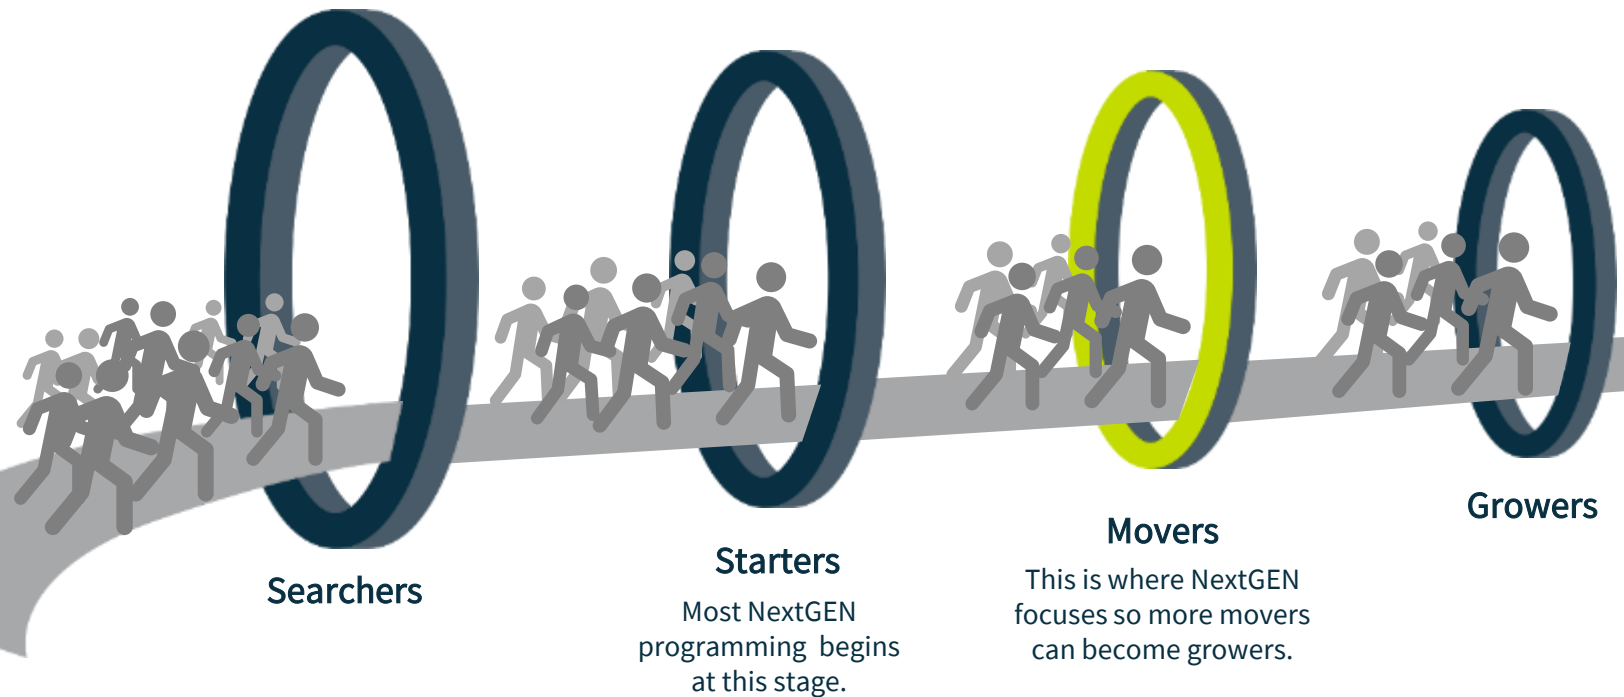 Searchers
Starters
Most NextGEN
programming begins
at this stage.
Movers
This is where NextGEN
focuses so more movers
can become growers.
Growers